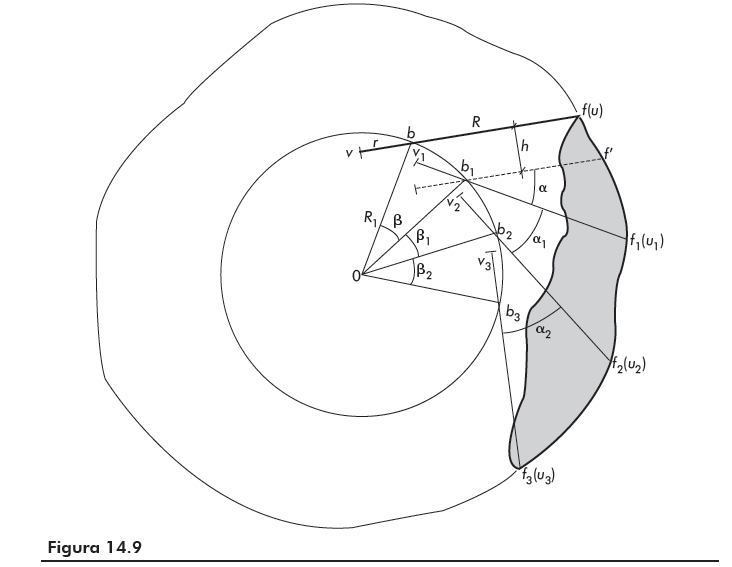 f(u)
R
b
r
v
h
v₁
f'
b₁
α
v₂
R₁
β
β₁
b₂
α₁
f₁(u₁)
v₃
β₂
0
b₃
α₂
f₂(u₂)
f₃(u₃)
Figura 14.9